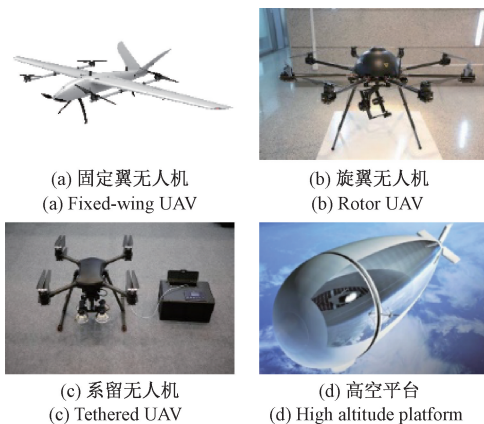 (a) 固定翼无人机
(a) Fixed-wing UAV
(b) 旋翼无人机
(b) Rotor UAV
(c) 系留无人机
(c) Tethered UAV
(d) 高空平台
(d) High altitude platform